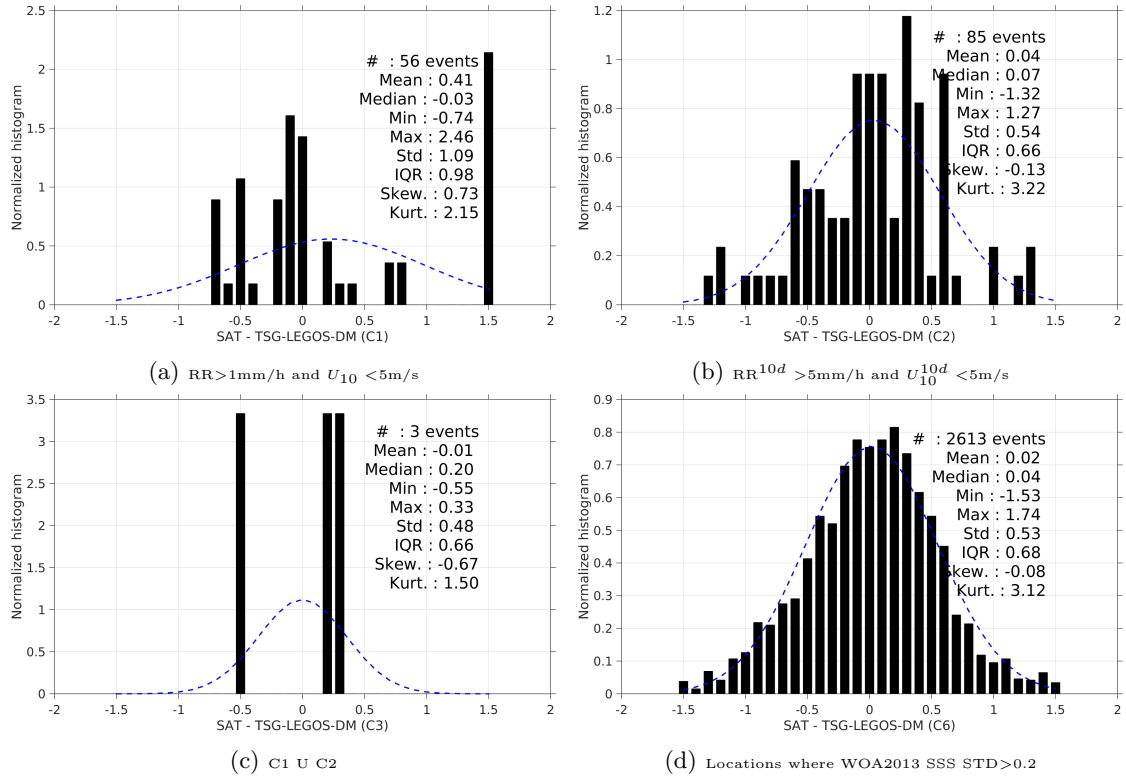 2.5
2
1.5
1
0.5
0
Normalized histogram
# : 56 events
Mean : 0.41
Median : -0.03
Min : -0.74
Max : 2.46
Std : 1.09
IQR : 0.98
Skew. : 0.73
Kurt. : 2.15
-2 -1.5 -1 -0.5 0 0.5 1 1.5 2
SAT - TSG-LEGOS-DM (C1)
(a) RR>1mm/h and U10 <5m/s
1.2
1
0.8
0.6
0.4
0.2
0
Normalized histogram
# : 85 events
Mean : 0.04
Median : 0.07
Min : -1.32
Max : 1.27
Std : 0.54
IQR : 0.66
Skew. : -0.13
Kurt. : 3.22
-2 -1.5 -1 -0.5 0 0.5 1 1.5 2
SAT - TSG-LEGOS-DM (C2)
(b) RR^10d >5mm/h and U10^10d <5m/s
3.5
3
2.5
2
1.5
1
0.5
0
Normalized histogram
# : 3 events
Mean : -0.01
Median : 0.20
Min : -0.55
Max : 0.33
Std : 0.48
IQR : 0.66
Skew. : -0.67
Kurt. : 1.50
-2 -1.5 -1 -0.5 0 0.5 1 1.5 2
SAT - TSG-LEGOS-DM (C3)
(c) C1 U C2
0.9
0.8
0.7
0.6
0.5
0.4
0.3
0.2
0.1
0
Normalized histogram
# : 2613 events
Mean : 0.02
Median : 0.04
Min : -1.53
Max : 1.74
Std : 0.53
IQR : 0.68
Skew. : -0.08
Kurt. : 3.12
-2 -1.5 -1 -0.5 0 0.5 1 1.5 2
SAT - TSG-LEGOS-DM (C6)
(d) Locations where WOA2013 SSS STD>0.2